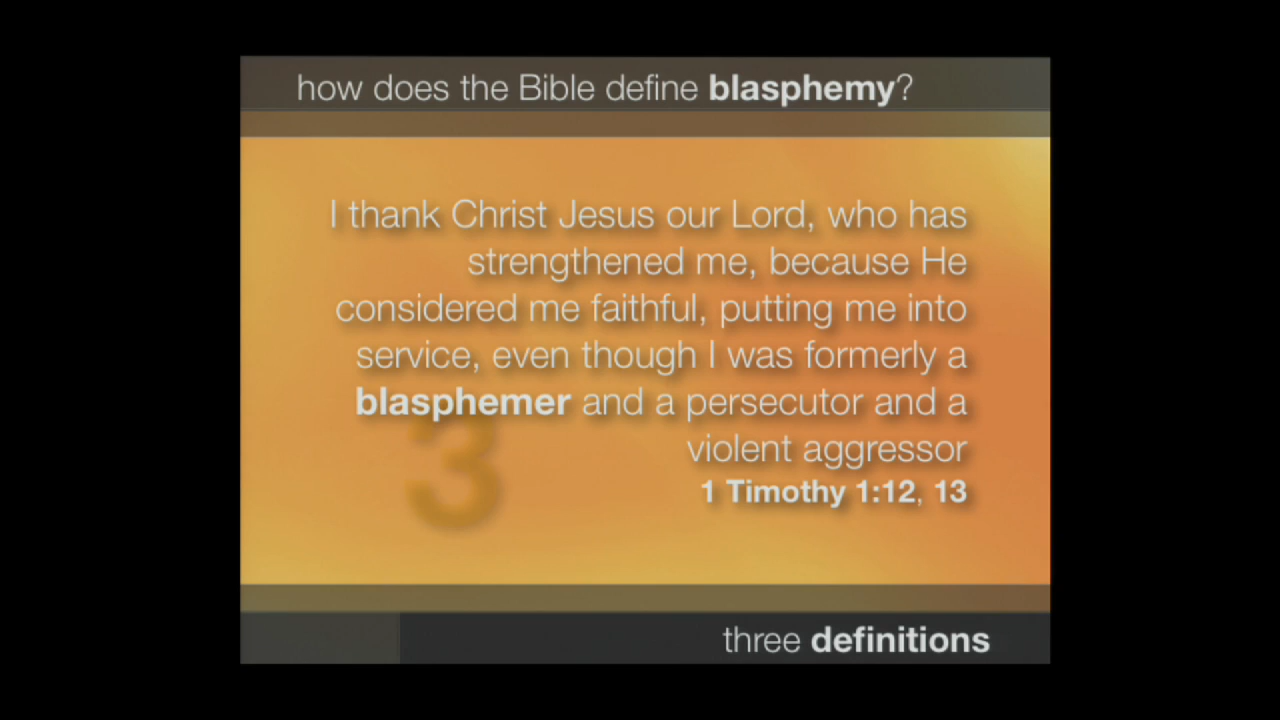 how does the Bible define blasphemy?
I thank Christ Jesus our Lord, who has
strengthened me, because He
considered me faithful, putting me into
service, even though I was formerly a
blasphemer and a persecutor and a
violent aggressor
1 Timothy 1:12, 13
3
three definitions